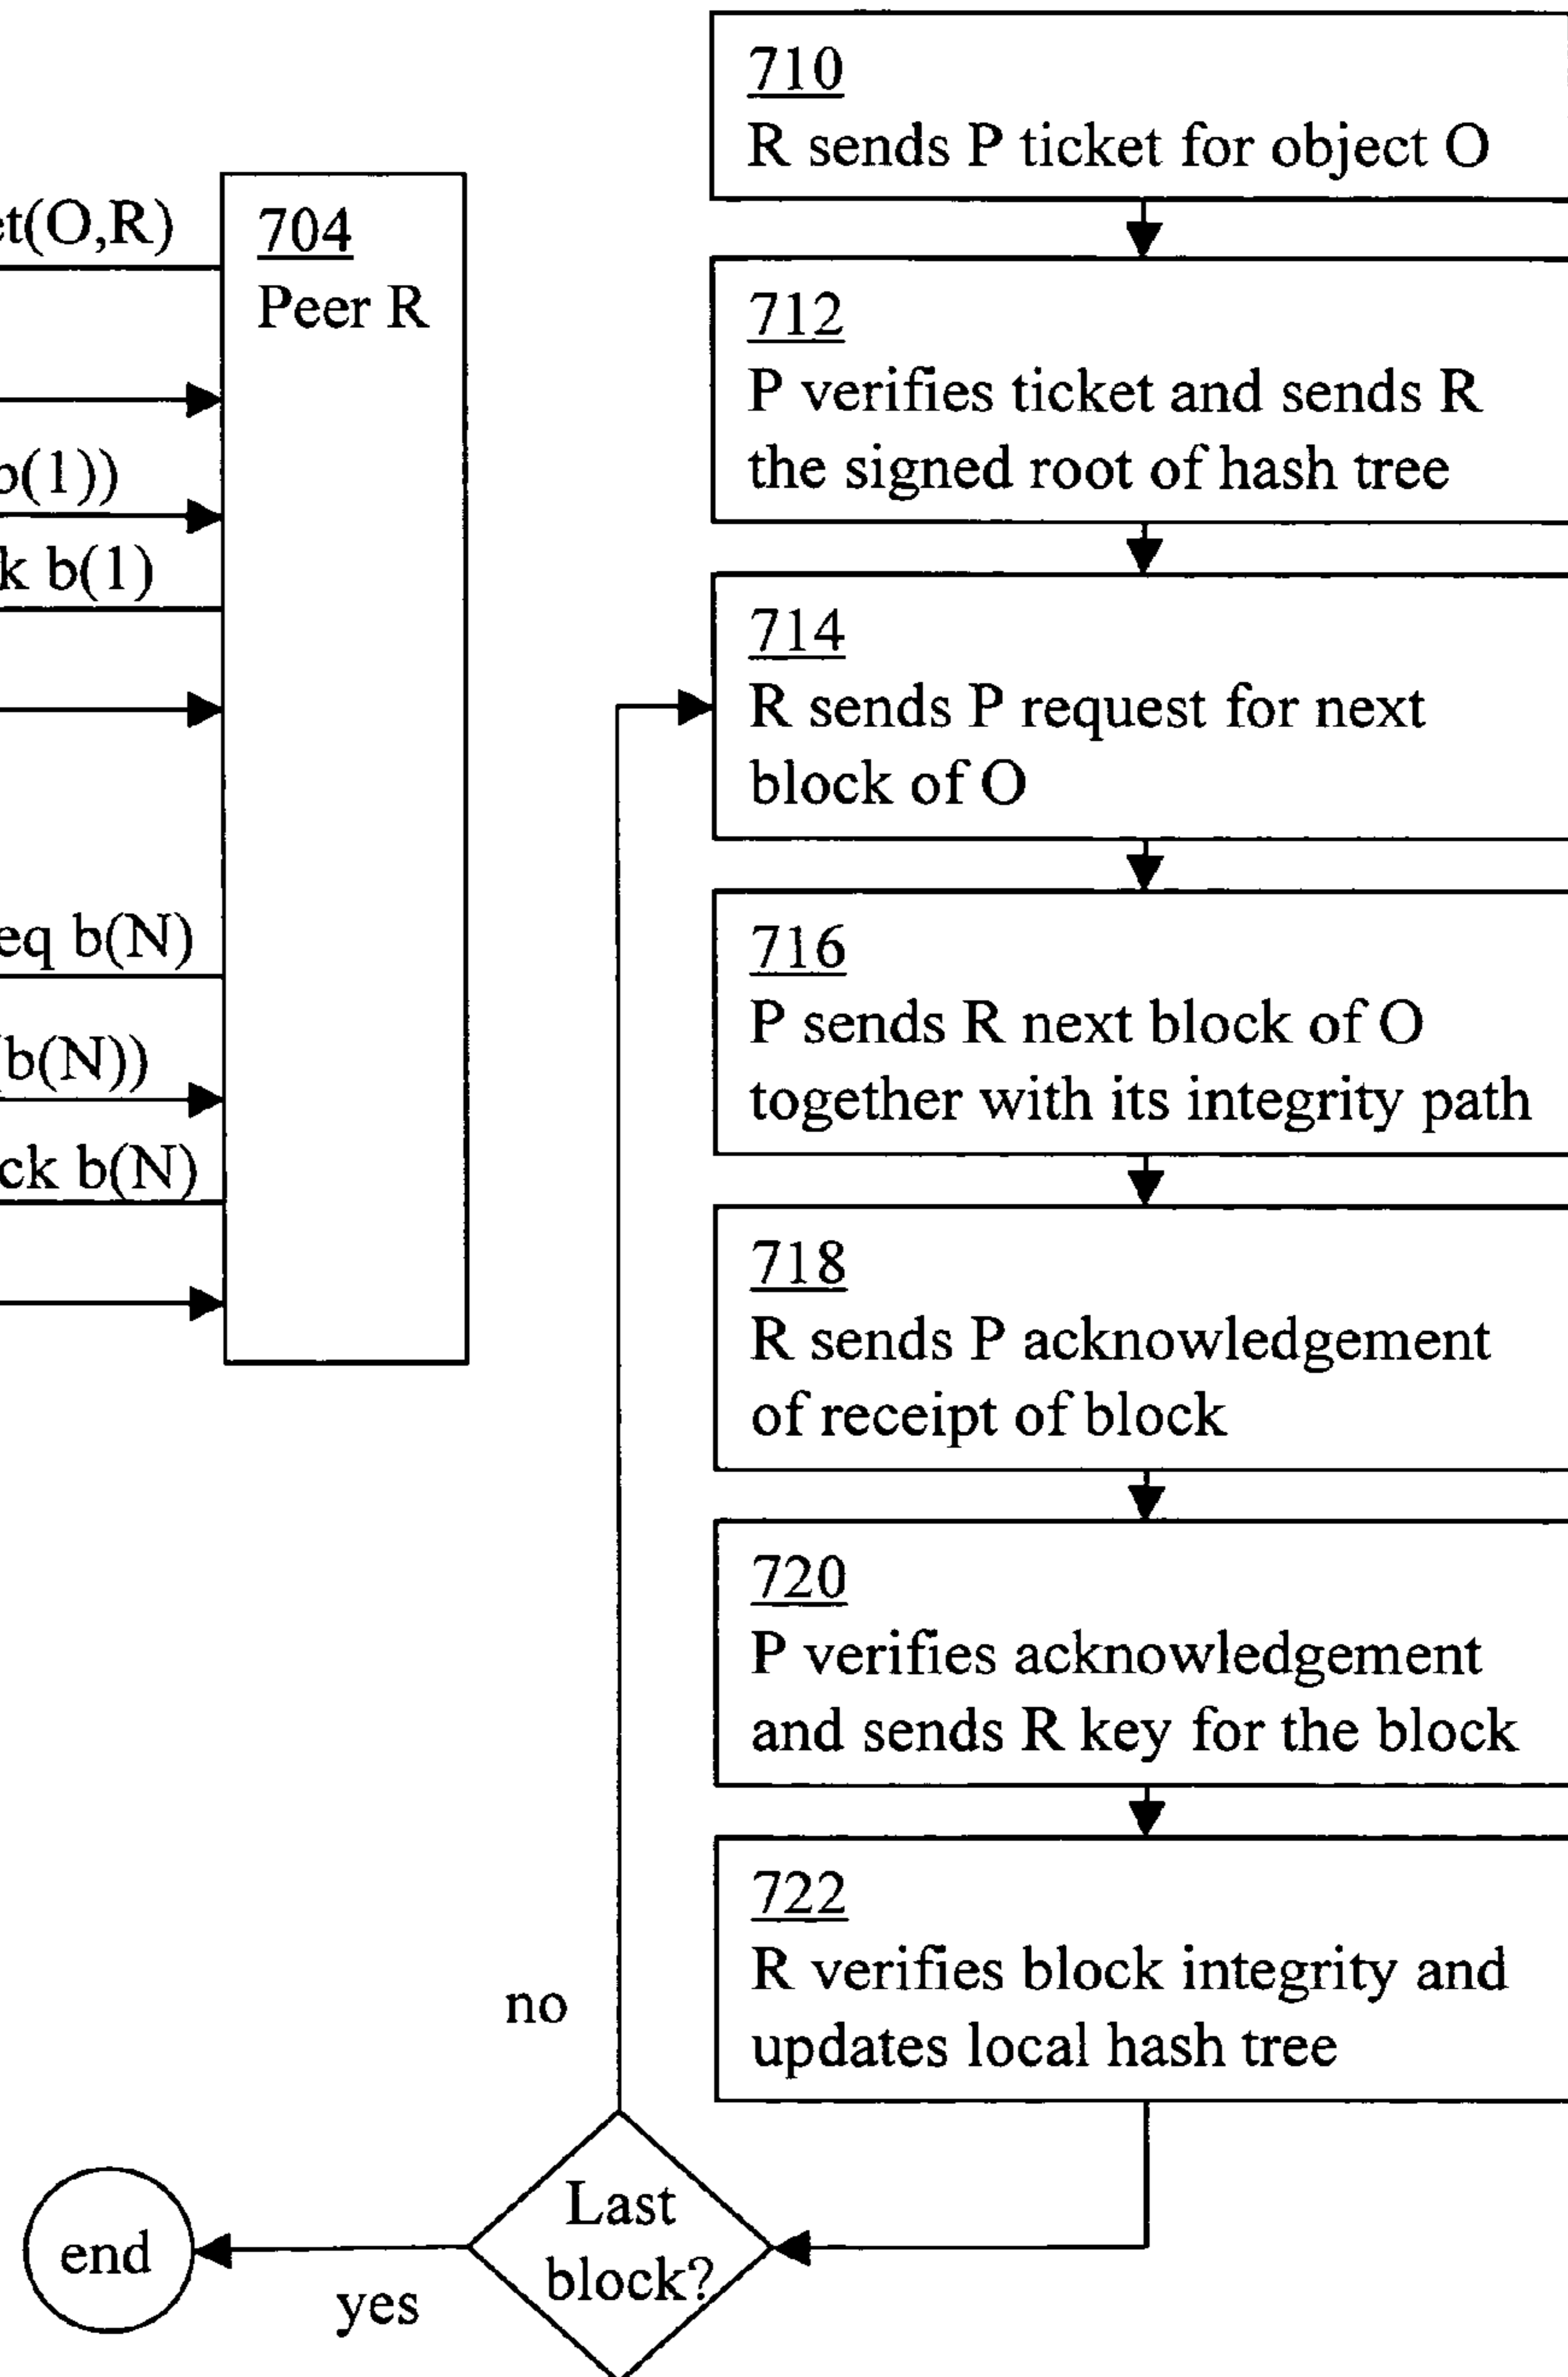 et(O,R)
b(1))
k b(1)
eq b(N)
(b(N))
ck b(N)
704
Peer R
710
R sends P ticket for object O
712
P verifies ticket and sends R
the signed root of hash tree
714
R sends P request for next
block of O
716
P sends R next block of O
together with its integrity path
718
R sends P acknowledgement
of receipt of block
720
P verifies acknowledgement
and sends R key for the block
722
R verifies block integrity and
updates local hash tree
no
Last
block?
yes
end